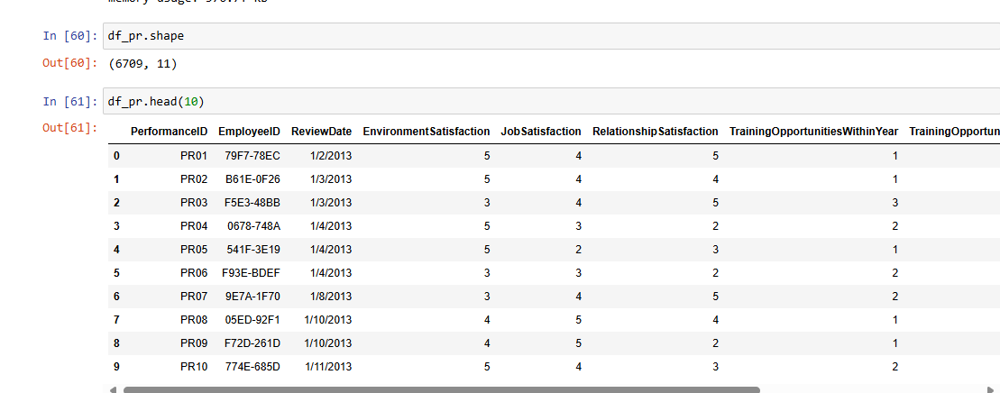 memory usage: 576.7+ KB
In [60]: df_pr.shape
Out[60]: (6709, 11)
In [61]: df_pr.head(10)
Out[61]:
PerformanceID EmployeeID ReviewDate EnvironmentSatisfaction JobSatisfaction RelationshipSatisfaction TrainingOpportunitiesWithinYear TrainingOpportun
0 PR01 79F7-78EC 1/2/2013 5 4 5 1
1 PR02 B61E-0F26 1/3/2013 5 4 4 1
2 PR03 F5E3-48BB 1/3/2013 3 4 5 3
3 PR04 0678-748A 1/4/2013 5 3 2 2
4 PR05 541F-3E19 1/4/2013 5 2 3 1
5 PR06 F93E-BDEF 1/4/2013 3 3 2 2
6 PR07 9E7A-1F70 1/8/2013 3 4 5 2
7 PR08 05ED-92F1 1/10/2013 4 5 4 1
8 PR09 F72D-261D 1/10/2013 4 5 2 1
9 PR10 774E-685D 1/11/2013 5 4 3 2